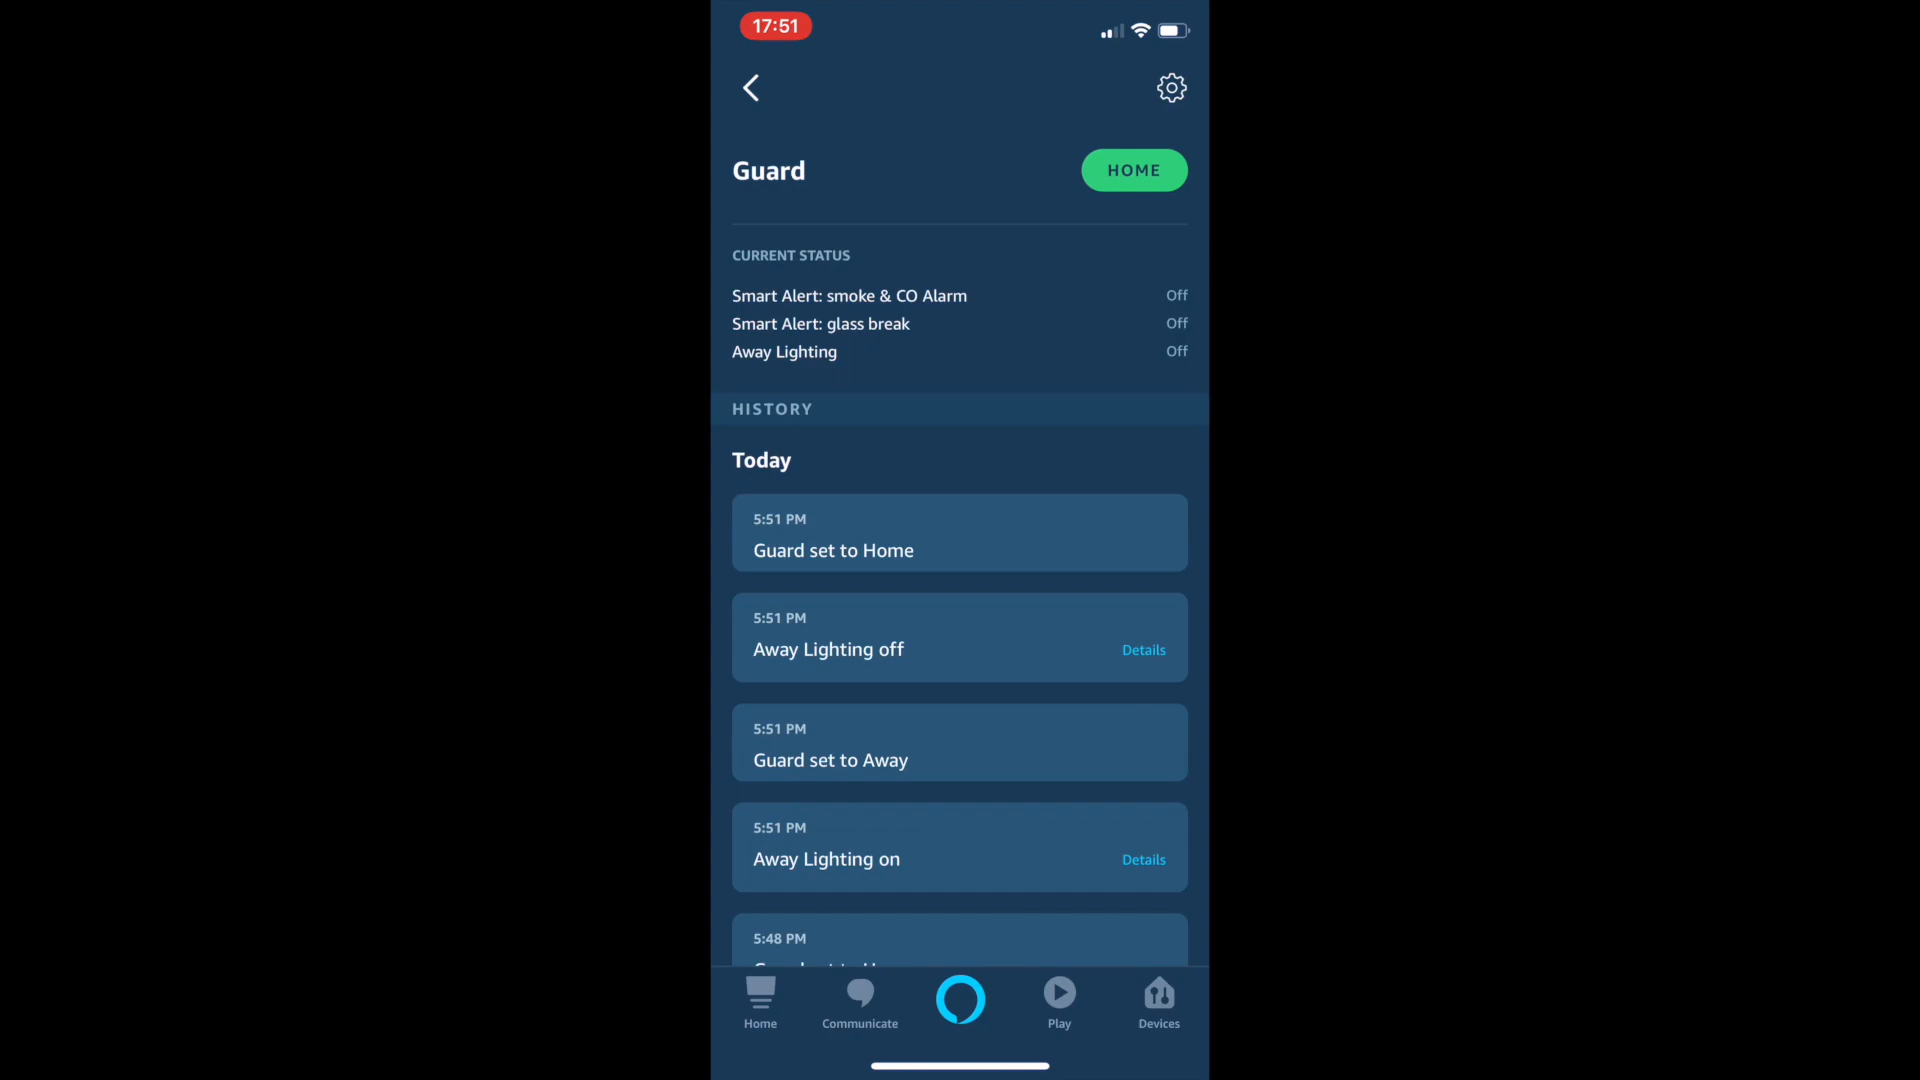 17:51
Guard
HOME
CURRENT STATUS
Smart Alert: smoke & CO Alarm Off
Smart Alert: glass break Off
Away Lighting Off
HISTORY
Today
5:51 PM
Guard set to Home
5:51 PM
Away Lighting off Details
5:51 PM
Guard set to Away
5:51 PM
Away Lighting on Details
5:48 PM
Home Communicate Play Devices